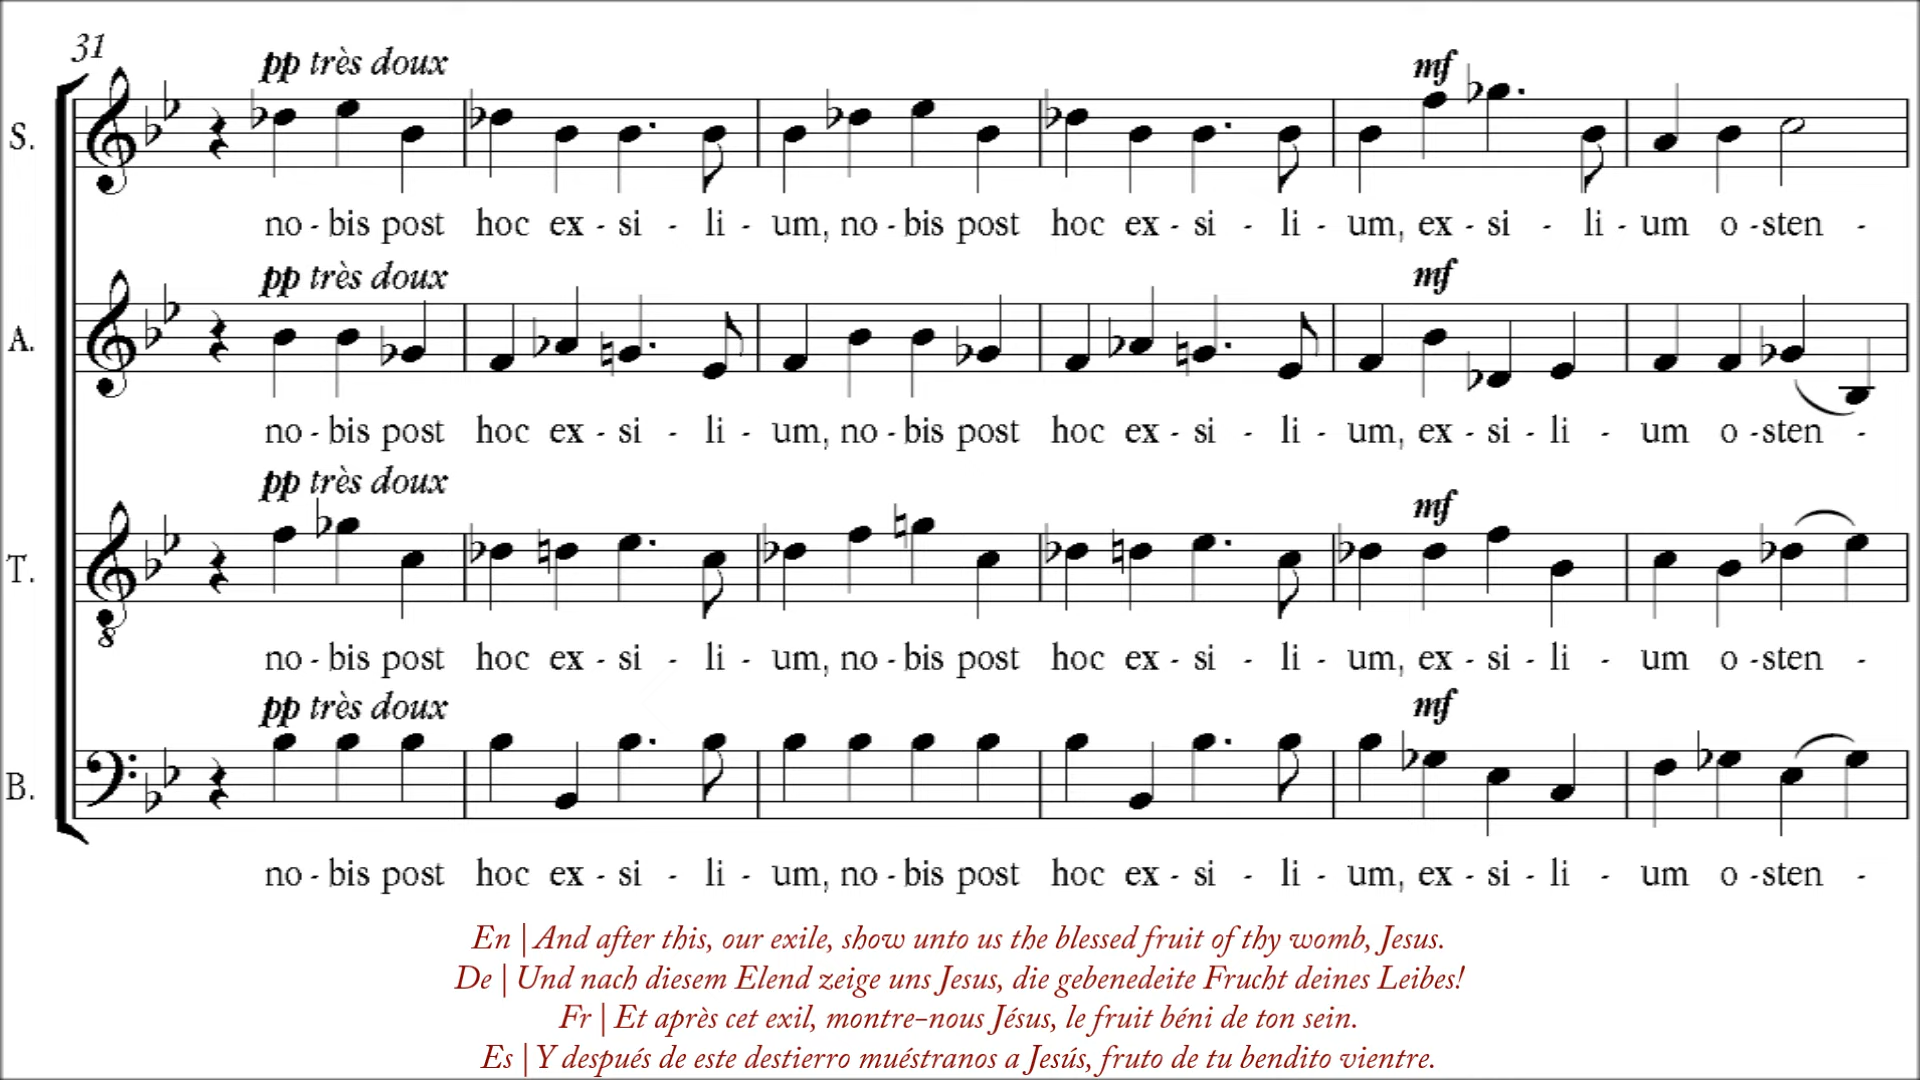 31
pp très doux mf
S.
no - bis post hoc ex - si - li - um, no - bis post hoc ex - si - li - um, ex - si - li - um o - sten -
pp très doux mf
A.
no - bis post hoc ex - si - li - um, no - bis post hoc ex - si - li - um, ex - si - li - um o - sten -
pp très doux mf
T.
8
no - bis post hoc ex - si - li - um, no - bis post hoc ex - si - li - um, ex - si - li - um o - sten -
pp très doux mf
B.
no - bis post hoc ex - si - li - um, no - bis post hoc ex - si - li - um, ex - si - li - um o - sten -
En | And after this, our exile, show unto us the blessed fruit of thy womb, Jesus.
De | Und nach diesem Elend zeige uns Jesus, die gebenedeite Frucht deines Leibes!
Fr | Et après cet exil, montre-nous Jésus, le fruit béni de ton sein.
Es | Y después de este destierro muéstranos a Jesús, fruto de tu bendito vientre.